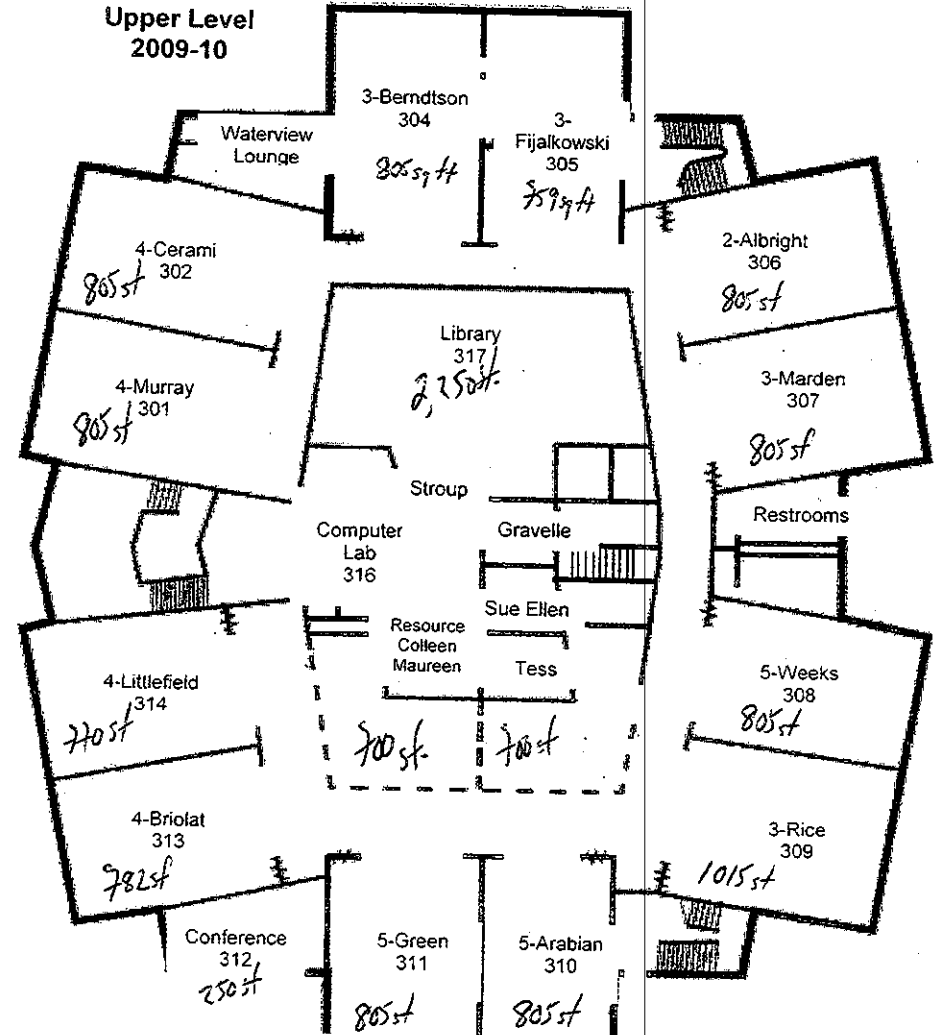 Upper Level
2009-10
3-Berndtson
304
805 sq ft
3-
Fijalkowski
305
sq ft
Waterview
Lounge
4-Cerami
302
805 sf
2-Albright
306
805 sf
Library
317
2,250 sf.
4-Murray
301
805 sf
3-Marden
307
805 sf
Stroup
Computer
Lab
316
Gravelle
Restrooms
Sue Ellen
Resource
Colleen
Maureen
Tess
4-Littlefield
314
770 sf
5-Weeks
308
805 sf
700 sf.
700 sf
4-Briolat
313
782 sf
3-Rice
309
1015 sf
Conference
312
250 sf
5-Green
311
805 sf
5-Arabian
310
805 sf